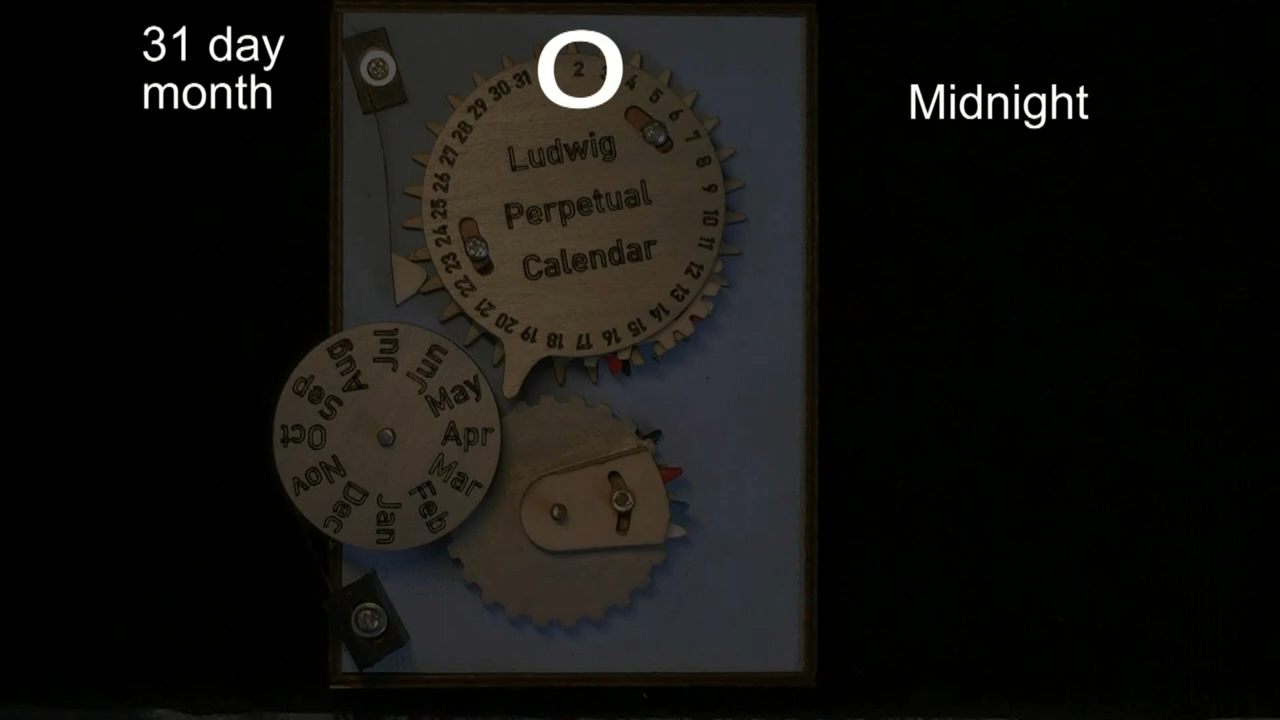 31 day
month
Midnight
O
2
4
5
6
7
8
9
10
11
12
13
14
15
16
17
18
19
20
21
22
23
24
25
26
27
28
29
30
31
Ludwig
Perpetual
Calendar
Jul
Jun
May
Apr
Mar
Feb
Jan
Dec
Nov
Oct
Sep
Aug